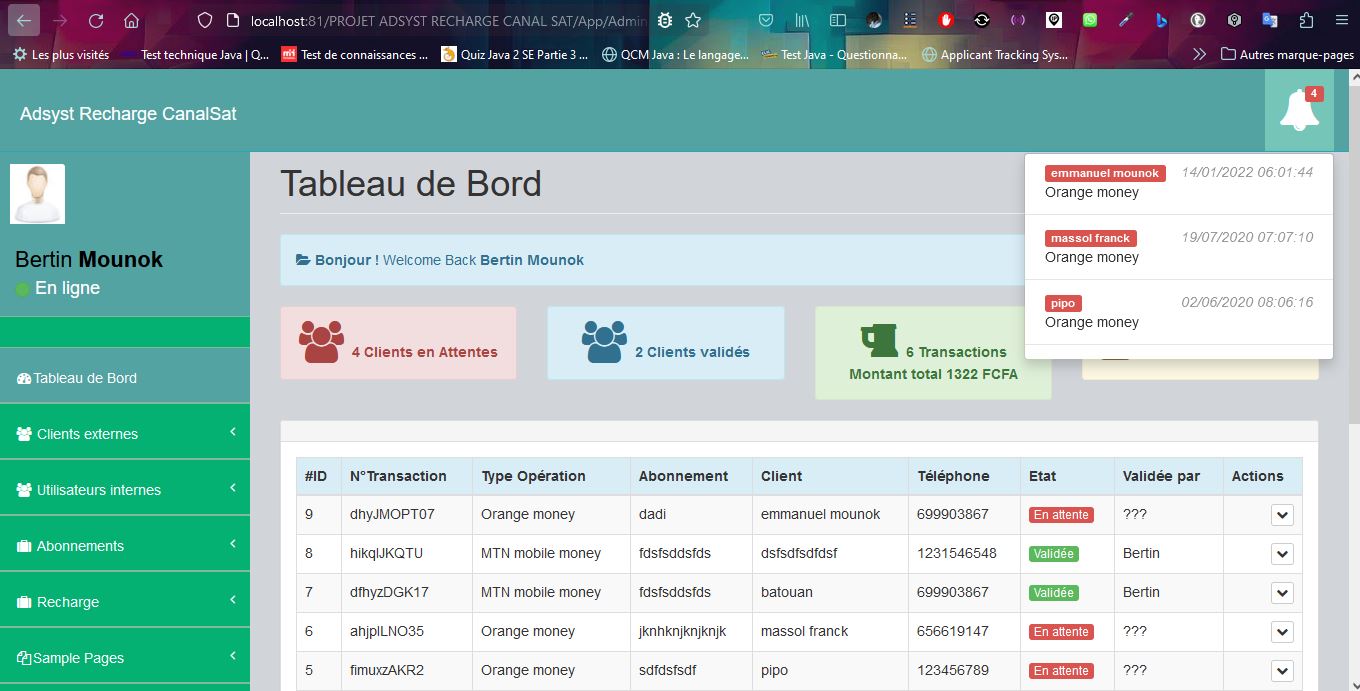 localhost:81/PROJET ADSYST RECHARGE CANAL SAT/App/Admin
Les plus visités
Test technique Java | Q...
Test de connaissances ...
Quiz Java 2 SE Partie 3 ...
QCM Java : Le langage...
Test Java - Questionna...
Applicant Tracking Sys...
Autres marque-pages
Adsyst Recharge CanalSat
4
emmanuel mounok 14/01/2022 06:01:44
Orange money
massol franck 19/07/2020 07:07:10
Orange money
pipo 02/06/2020 08:06:16
Orange money
Bertin Mounok
En ligne
Tableau de Bord
Clients externes
Utilisateurs internes
Abonnements
Recharge
Sample Pages
Tableau de Bord
Bonjour ! Welcome Back Bertin Mounok
4 Clients en Attentes
2 Clients validés
6 Transactions
Montant total 1322 FCFA
#ID N°Transaction Type Opération Abonnement Client Téléphone Etat Validée par Actions
9 dhyJMOPT07 Orange money dadi emmanuel mounok 699903867 En attente ???
8 hikqlJKQTU MTN mobile money fdsfsddsfds dsfsdfsdfdsf 1231546548 Validée Bertin
7 dfhyzDGK17 MTN mobile money fdsfsddsfds batouan 699903867 Validée Bertin
6 ahjplLNO35 Orange money jknhknjknjknjk massol franck 656619147 En attente ???
5 fimuxzAKR2 Orange money sdfdsfsdf pipo 123456789 En attente ???